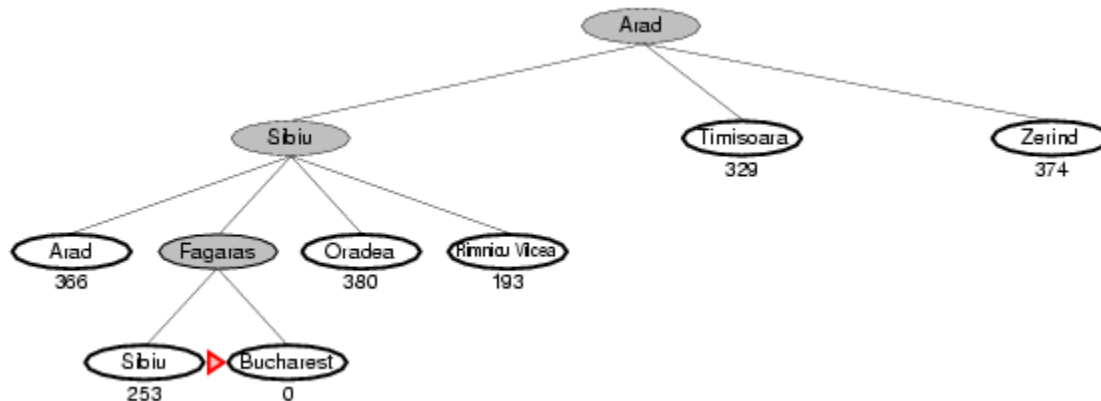 Arad
Sibiu
Timisoara
Zerind
329
374
Arad
Fagaras
Oradea
Rimnicu Vilcea
366
380
193
Sibiu
Bucharest
253
0